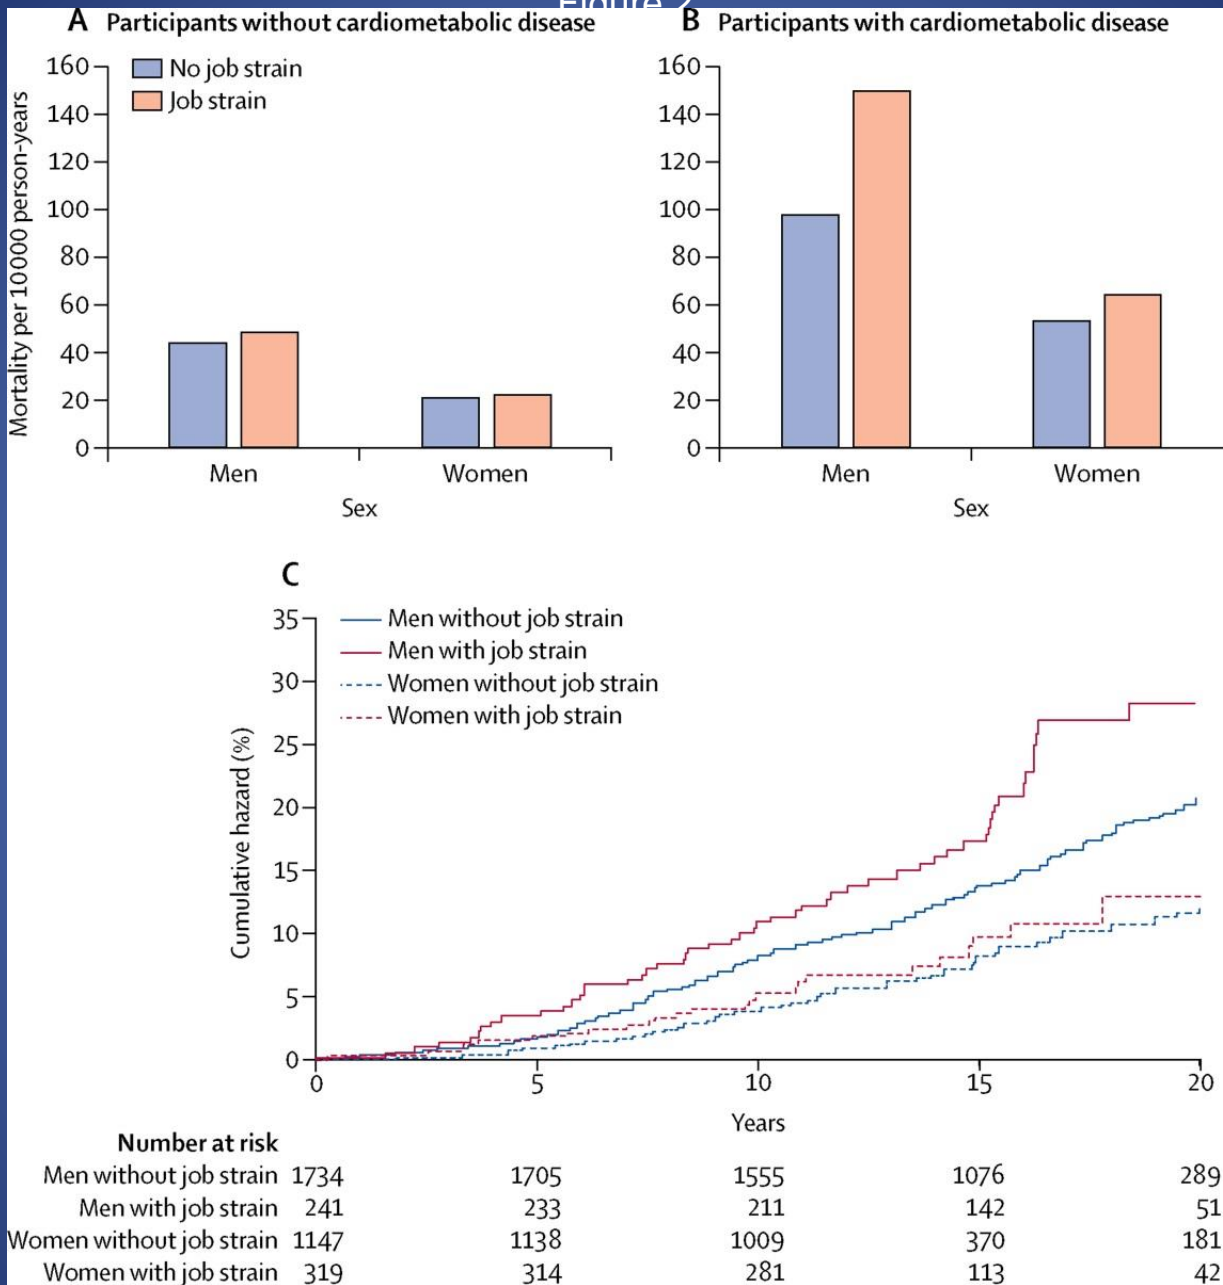 Figure 2
A Participants without cardiometabolic disease
B Participants with cardiometabolic disease
No job strain
Job strain
Mortality per 10000 person-years
160
140
120
100
80
60
40
20
0
Men
Women
Sex
160
140
120
100
80
60
40
20
0
Men
Women
Sex
C
Men without job strain
Men with job strain
Women without job strain
Women with job strain
Cumulative hazard (%)
35
30
25
20
15
10
5
0
0 5 10 15 20
Years
Number at risk
Men without job strain 1734 1705 1555 1076 289
Men with job strain 241 233 211 142 51
Women without job strain 1147 1138 1009 370 181
Women with job strain 319 314 281 113 42